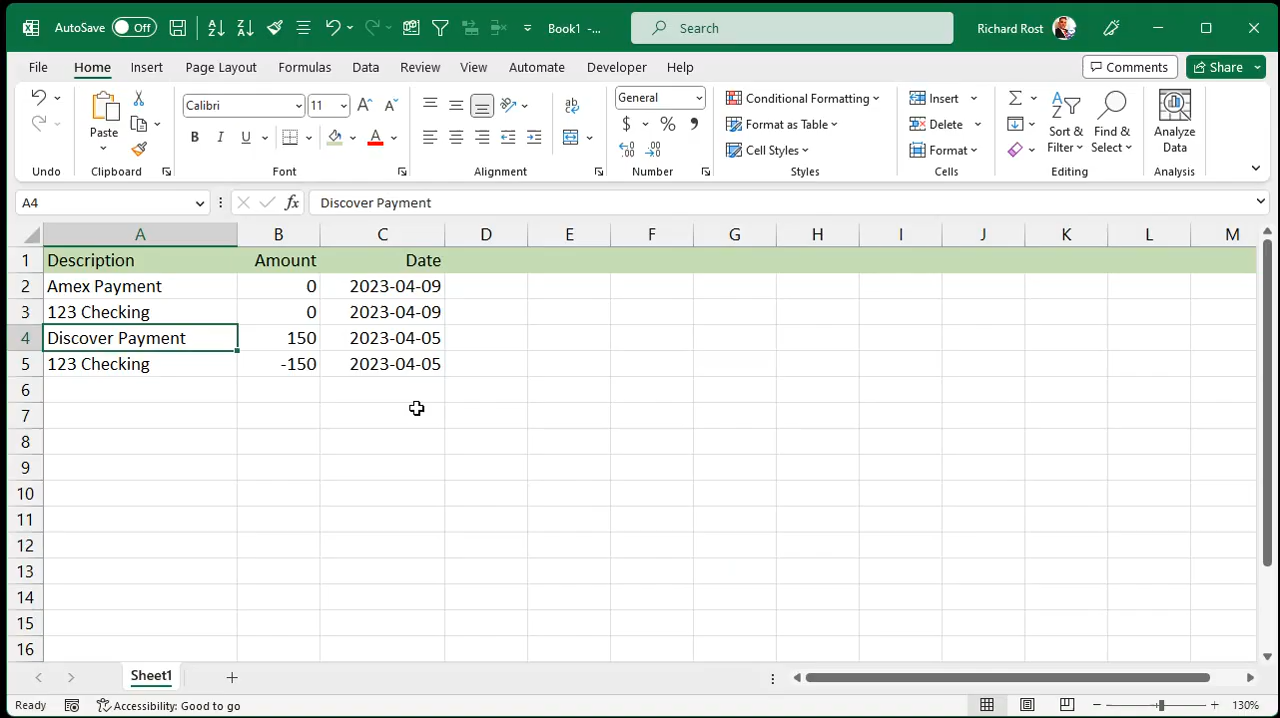 AutoSave Off Book1 -... Search Richard Rost
File Home Insert Page Layout Formulas Data Review View Automate Developer Help Comments Share
Calibri 11 General Conditional Formatting Insert
Paste B I U A $ % , Format as Table Delete Sort & Filter Find & Select Analyze Data
Cell Styles Format
Undo Clipboard Font Alignment Number Styles Cells Editing Analysis
A4 fx Discover Payment
A B C D E F G H I J K L M
1 Description Amount Date
2 Amex Payment 0 2023-04-09
3 123 Checking 0 2023-04-09
4 Discover Payment 150 2023-04-05
5 123 Checking -150 2023-04-05
6
7
8
9
10
11
12
13
14
15
16
Sheet1
Ready Accessibility: Good to go 130%